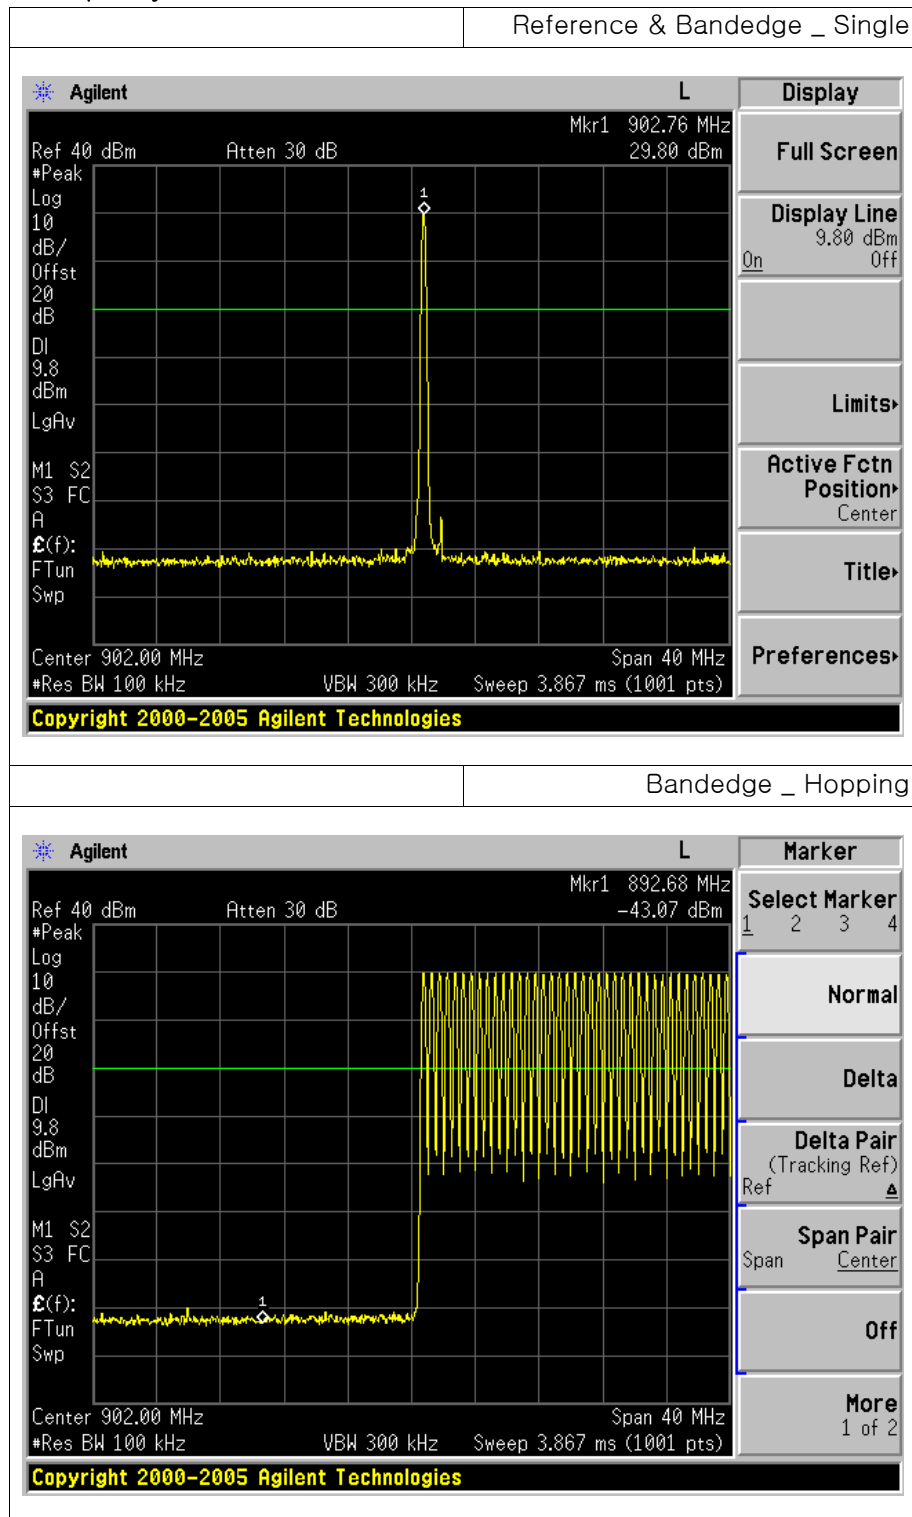 Reference & Bandedge _ Single
Agilent L Display
Mkr1 902.76 MHz
Ref 40 dBm Atten 30 dB 29.80 dBm
#Peak
Log
10
dB/
Offst
20
dB
DI
9.8
dBm
LgAv
M1 S2
S3 FC
A
£(f):
FTun
Swp
1
Center 902.00 MHz Span 40 MHz
#Res BW 100 kHz VBW 300 kHz Sweep 3.867 ms (1001 pts)
Copyright 2000-2005 Agilent Technologies
Full Screen
Display Line
9.80 dBm
On Off
Limits
Active Fctn
Position
Center
Title
Preferences
Bandedge _ Hopping
Agilent L Marker
Mkr1 892.68 MHz
Ref 40 dBm Atten 30 dB -43.07 dBm
#Peak
Log
10
dB/
Offst
20
dB
DI
9.8
dBm
LgAv
M1 S2
S3 FC
A
£(f):
FTun
Swp
1
Center 902.00 MHz Span 40 MHz
#Res BW 100 kHz VBW 300 kHz Sweep 3.867 ms (1001 pts)
Copyright 2000-2005 Agilent Technologies
Select Marker
1 2 3 4
Normal
Delta
Delta Pair
(Tracking Ref)
Ref Δ
Span Pair
Span Center
Off
More
1 of 2